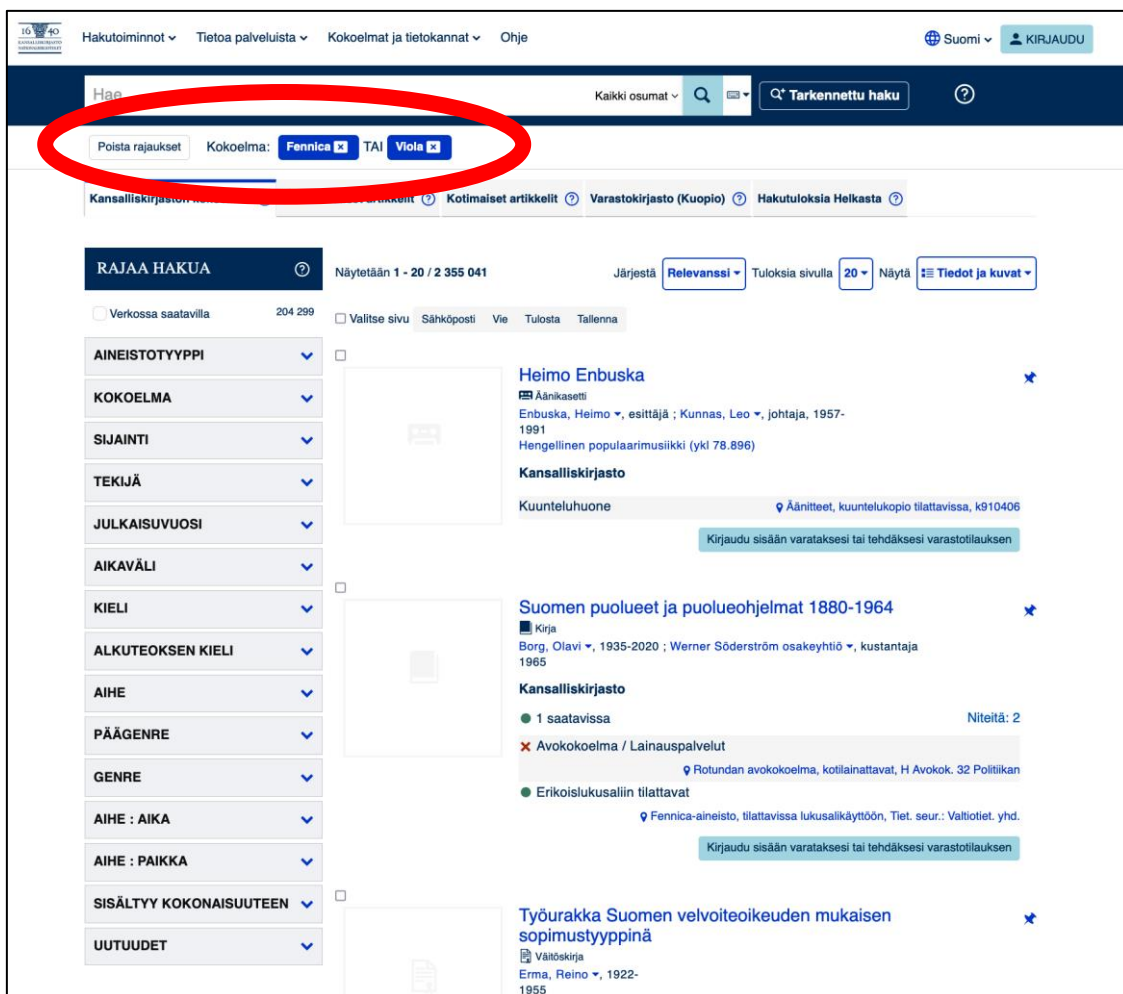 16 40
Hakutoiminnot Tietoa palveluista Kokoelmat ja tietokannat Ohje Suomi KIRJAUDU
Hae Kaikki osumat Tarkennettu haku ?
Poista rajaukset Kokoelma: Fennica x TAI Viola x
Kansalliskirjaston artikkelit ? Kotimaiset artikkelit ? Varastokirjasto (Kuopio) ? Hakutuloksia Helkasta ?
RAJAA HAKUA ? Näytetään 1 - 20 / 2 355 041 Järjestä Relevanssi Tuloksia sivulla 20 Näytä Tiedot ja kuvat
Verkossa saatavilla 204 299 Valitse sivu Sähköposti Vie Tulosta Tallenna
AINEISTOTYYPPI
KOKOELMA
SIJAINTI
TEKIJÄ
JULKAISUVUOSI
AIKAVÄLI
KIELI
ALKUTEOKSEN KIELI
AIHE
PÄÄGENRE
GENRE
AIHE : AIKA
AIHE : PAIKKA
SISÄLTYY KOKONAISUUTEEN
UUTUUDET
Heimo Enbuska
Äänikasetti
Enbuska, Heimo , esittäjä ; Kunnas, Leo , johtaja, 1957-
1991
Hengellinen populaarimusiikki (ykl 78.896)
Kansalliskirjasto
Kuunteluhuone Äänitteet, kuuntelukopio tilattavissa, k910406
Kirjaudu sisään varataksesi tai tehdäksesi varastotilauksen
Suomen puolueet ja puolueohjelmat 1880-1964
Kirja
Borg, Olavi , 1935-2020 ; Werner Söderström osakeyhtiö , kustantaja
1965
Kansalliskirjasto
1 saatavissa Niteitä: 2
Avokokoelma / Lainauspalvelut
Rotundan avokokoelma, kotilainattavat, H Avokok. 32 Politiikan
Erikoislukusaliin tilattavat
Fennica-aineisto, tilattavissa lukusalikäyttöön, Tiet. seur.: Valtiotiet. yhd.
Kirjaudu sisään varataksesi tai tehdäksesi varastotilauksen
Työurakka Suomen velvoiteoikeuden mukaisen
sopimustyyppinä
Väitöskirja
Erma, Reino , 1922-
1955